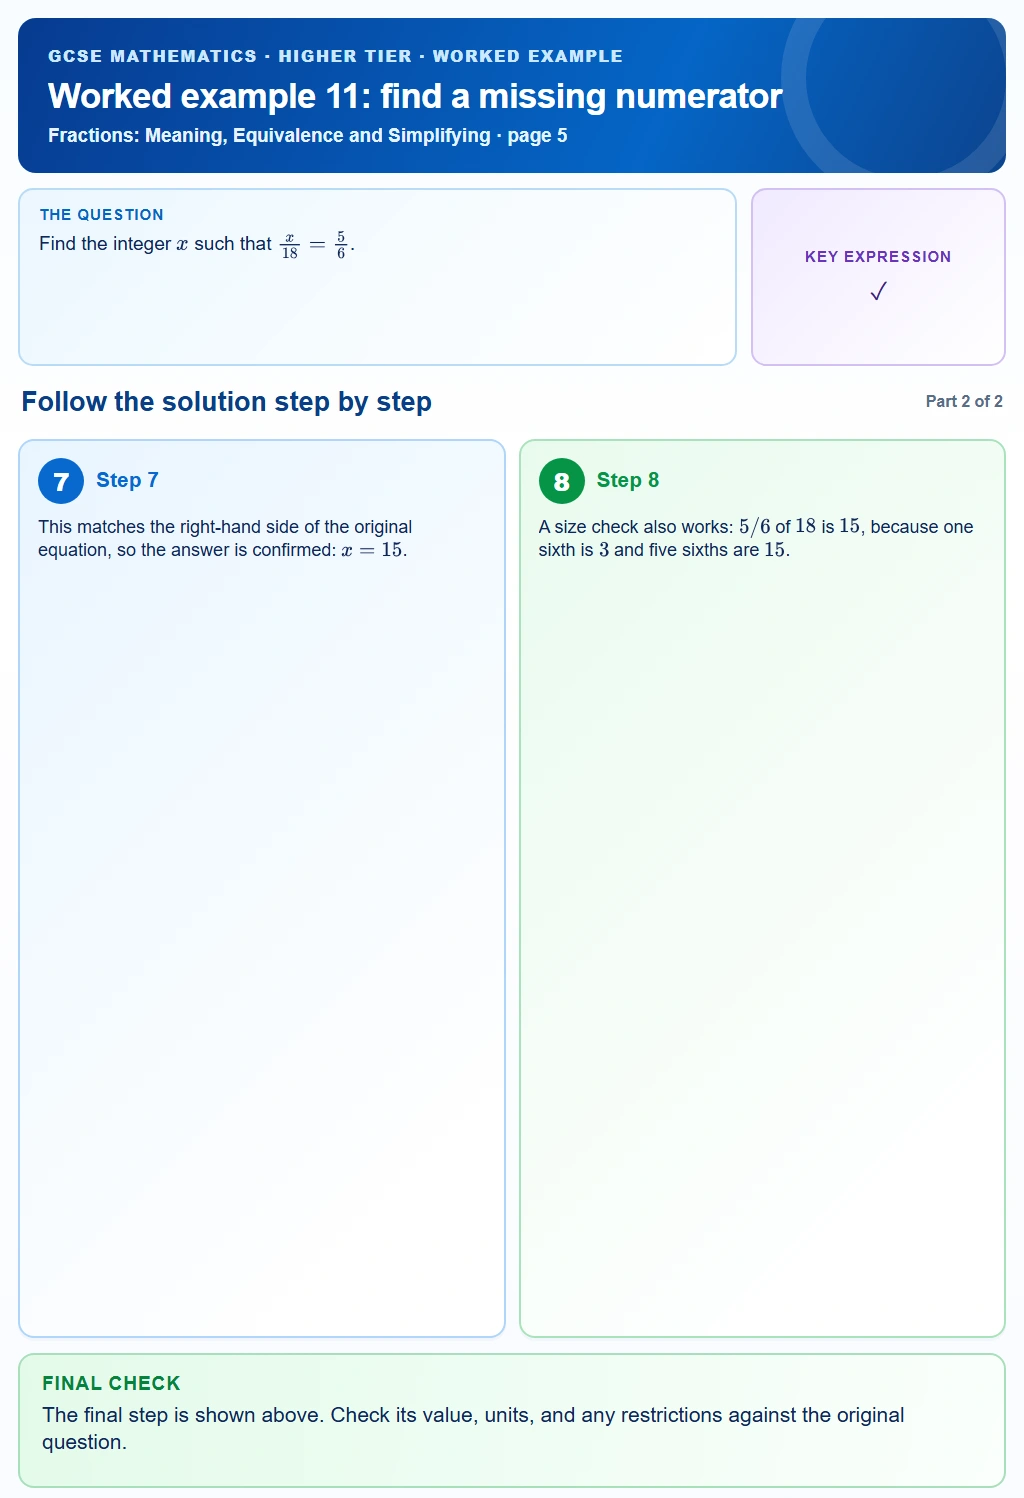 GCSE MATHEMATICS · HIGHER TIER · WORKED EXAMPLE
Worked example 11: find a missing numerator
Fractions: Meaning, Equivalence and Simplifying · page 5
THE QUESTION
Find the integer x such that x/18 = 5/6.
KEY EXPRESSION
✓
Follow the solution step by step
Part 2 of 2
7 Step 7
This matches the right-hand side of the original
equation, so the answer is confirmed: x = 15.
8 Step 8
A size check also works: 5/6 of 18 is 15, because one
sixth is 3 and five sixths are 15.
FINAL CHECK
The final step is shown above. Check its value, units, and any restrictions against the original
question.